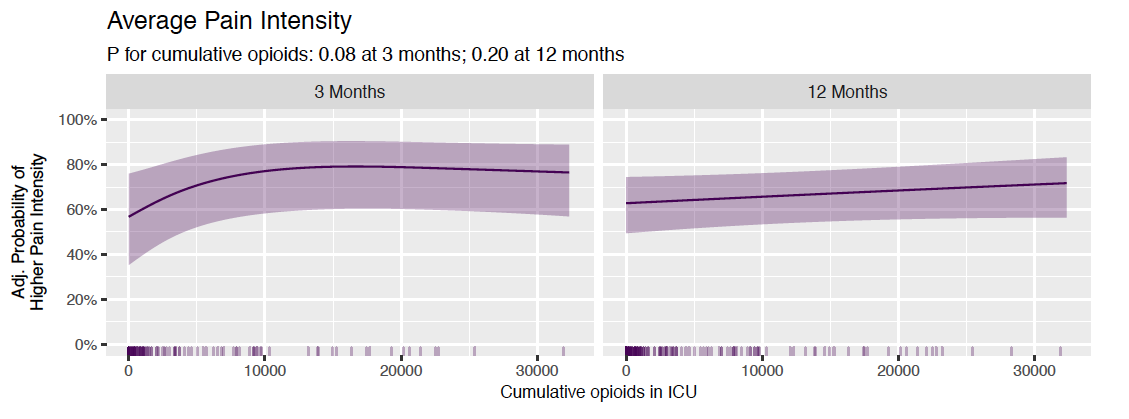 Average Pain Intensity
P for cumulative opioids: 0.08 at 3 months; 0.20 at 12 months
3 Months
12 Months
Adj. Probability of
Higher Pain Intensity
100%
80%
60%
40%
20%
0%
0
10000
20000
30000
0
10000
20000
30000
Cumulative opioids in ICU